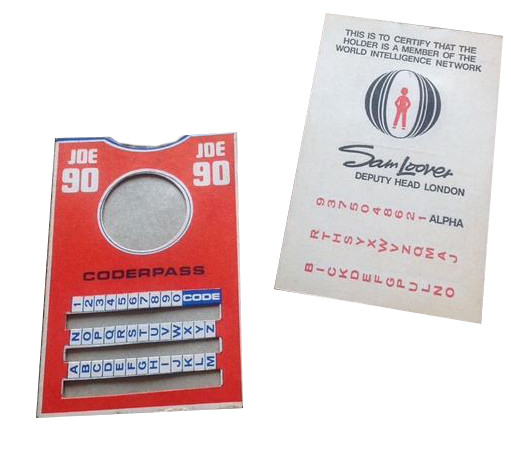 JOE 90
JOE 90
CODERPASS
1 2 3 4 5 6 7 8 9 0 CODE
N O P Q R S T U V W X Y Z
A B C D E F G H I J K L M
THIS IS TO CERTIFY THAT THE
HOLDER IS A MEMBER OF THE
WORLD INTELLIGENCE NETWORK
Sam Loover
DEPUTY HEAD LONDON
9 3 7 5 0 4 8 6 2 1 ALPHA
R T H S Y X W V Z Q M A J
B I C K D E F G P U L N O